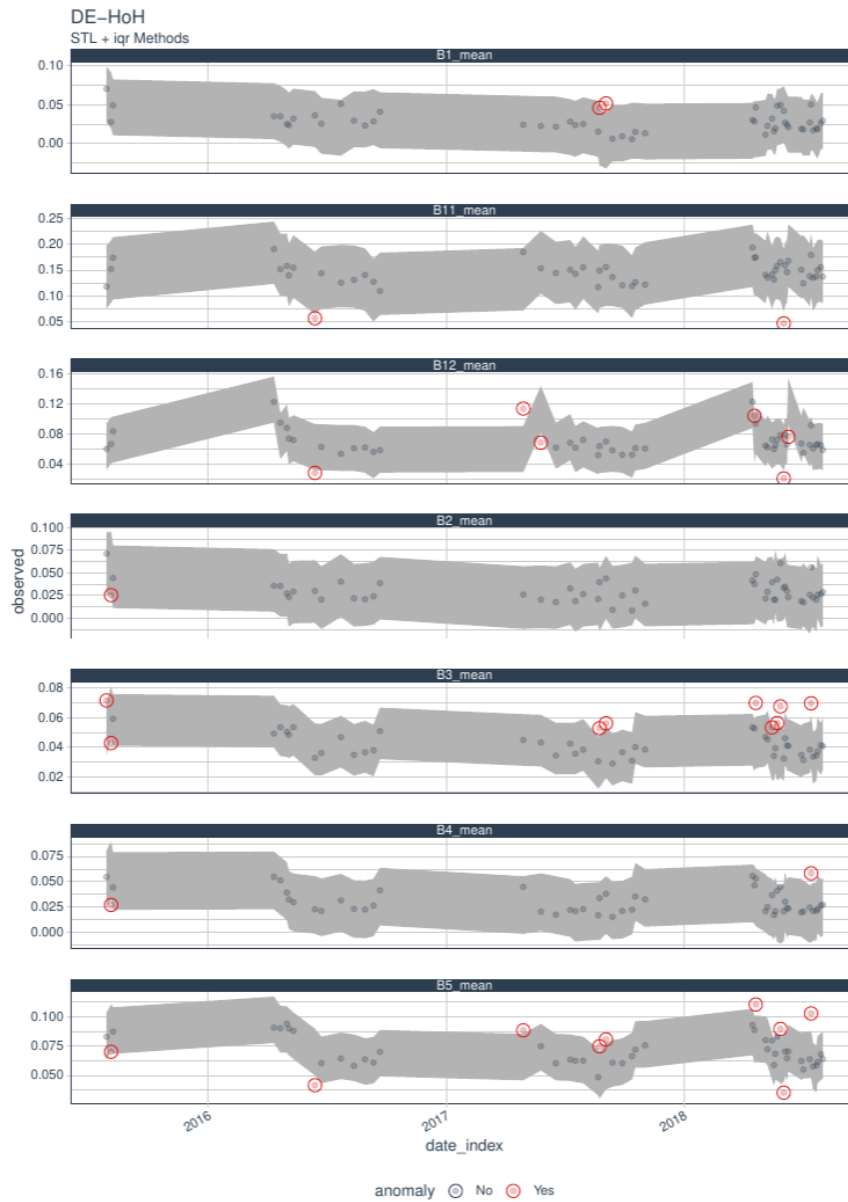 DE−HoH
STL + iqr Methods
B1_mean
0.10
0.05
0.00
B11_mean
0.25
0.20
0.15
0.10
0.05
B12_mean
0.16
0.12
0.08
0.04
B2_mean
0.100
0.075
0.050
0.025
0.000
observed
B3_mean
0.08
0.06
0.04
0.02
B4_mean
0.075
0.050
0.025
0.000
B5_mean
0.100
0.075
0.050
2016 2017 2018
date_index
anomaly No Yes